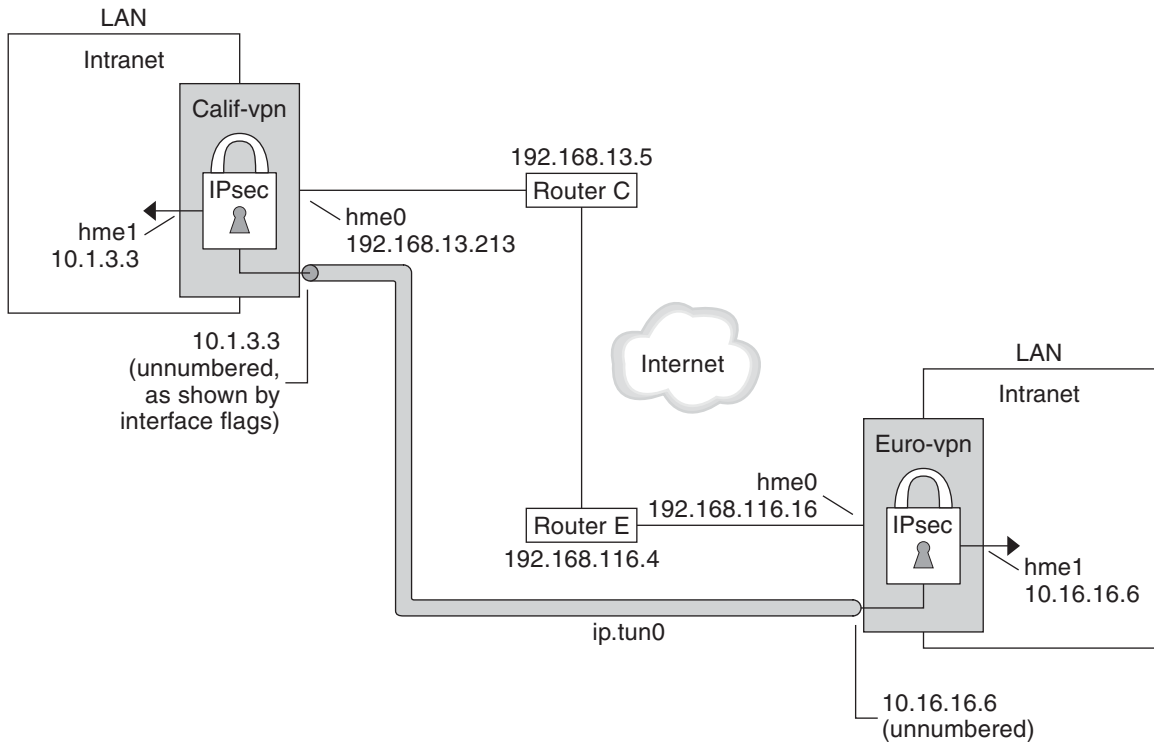 LAN
Intranet
Calif-vpn
IPsec
hme1
10.1.3.3
hme0
192.168.13.213
192.168.13.5
Router C
10.1.3.3
(unnumbered,
as shown by
interface flags)
Internet
LAN
Intranet
Euro-vpn
hme0
192.168.116.16
Router E
192.168.116.4
IPsec
hme1
10.16.16.6
ip.tun0
10.16.16.6
(unnumbered)